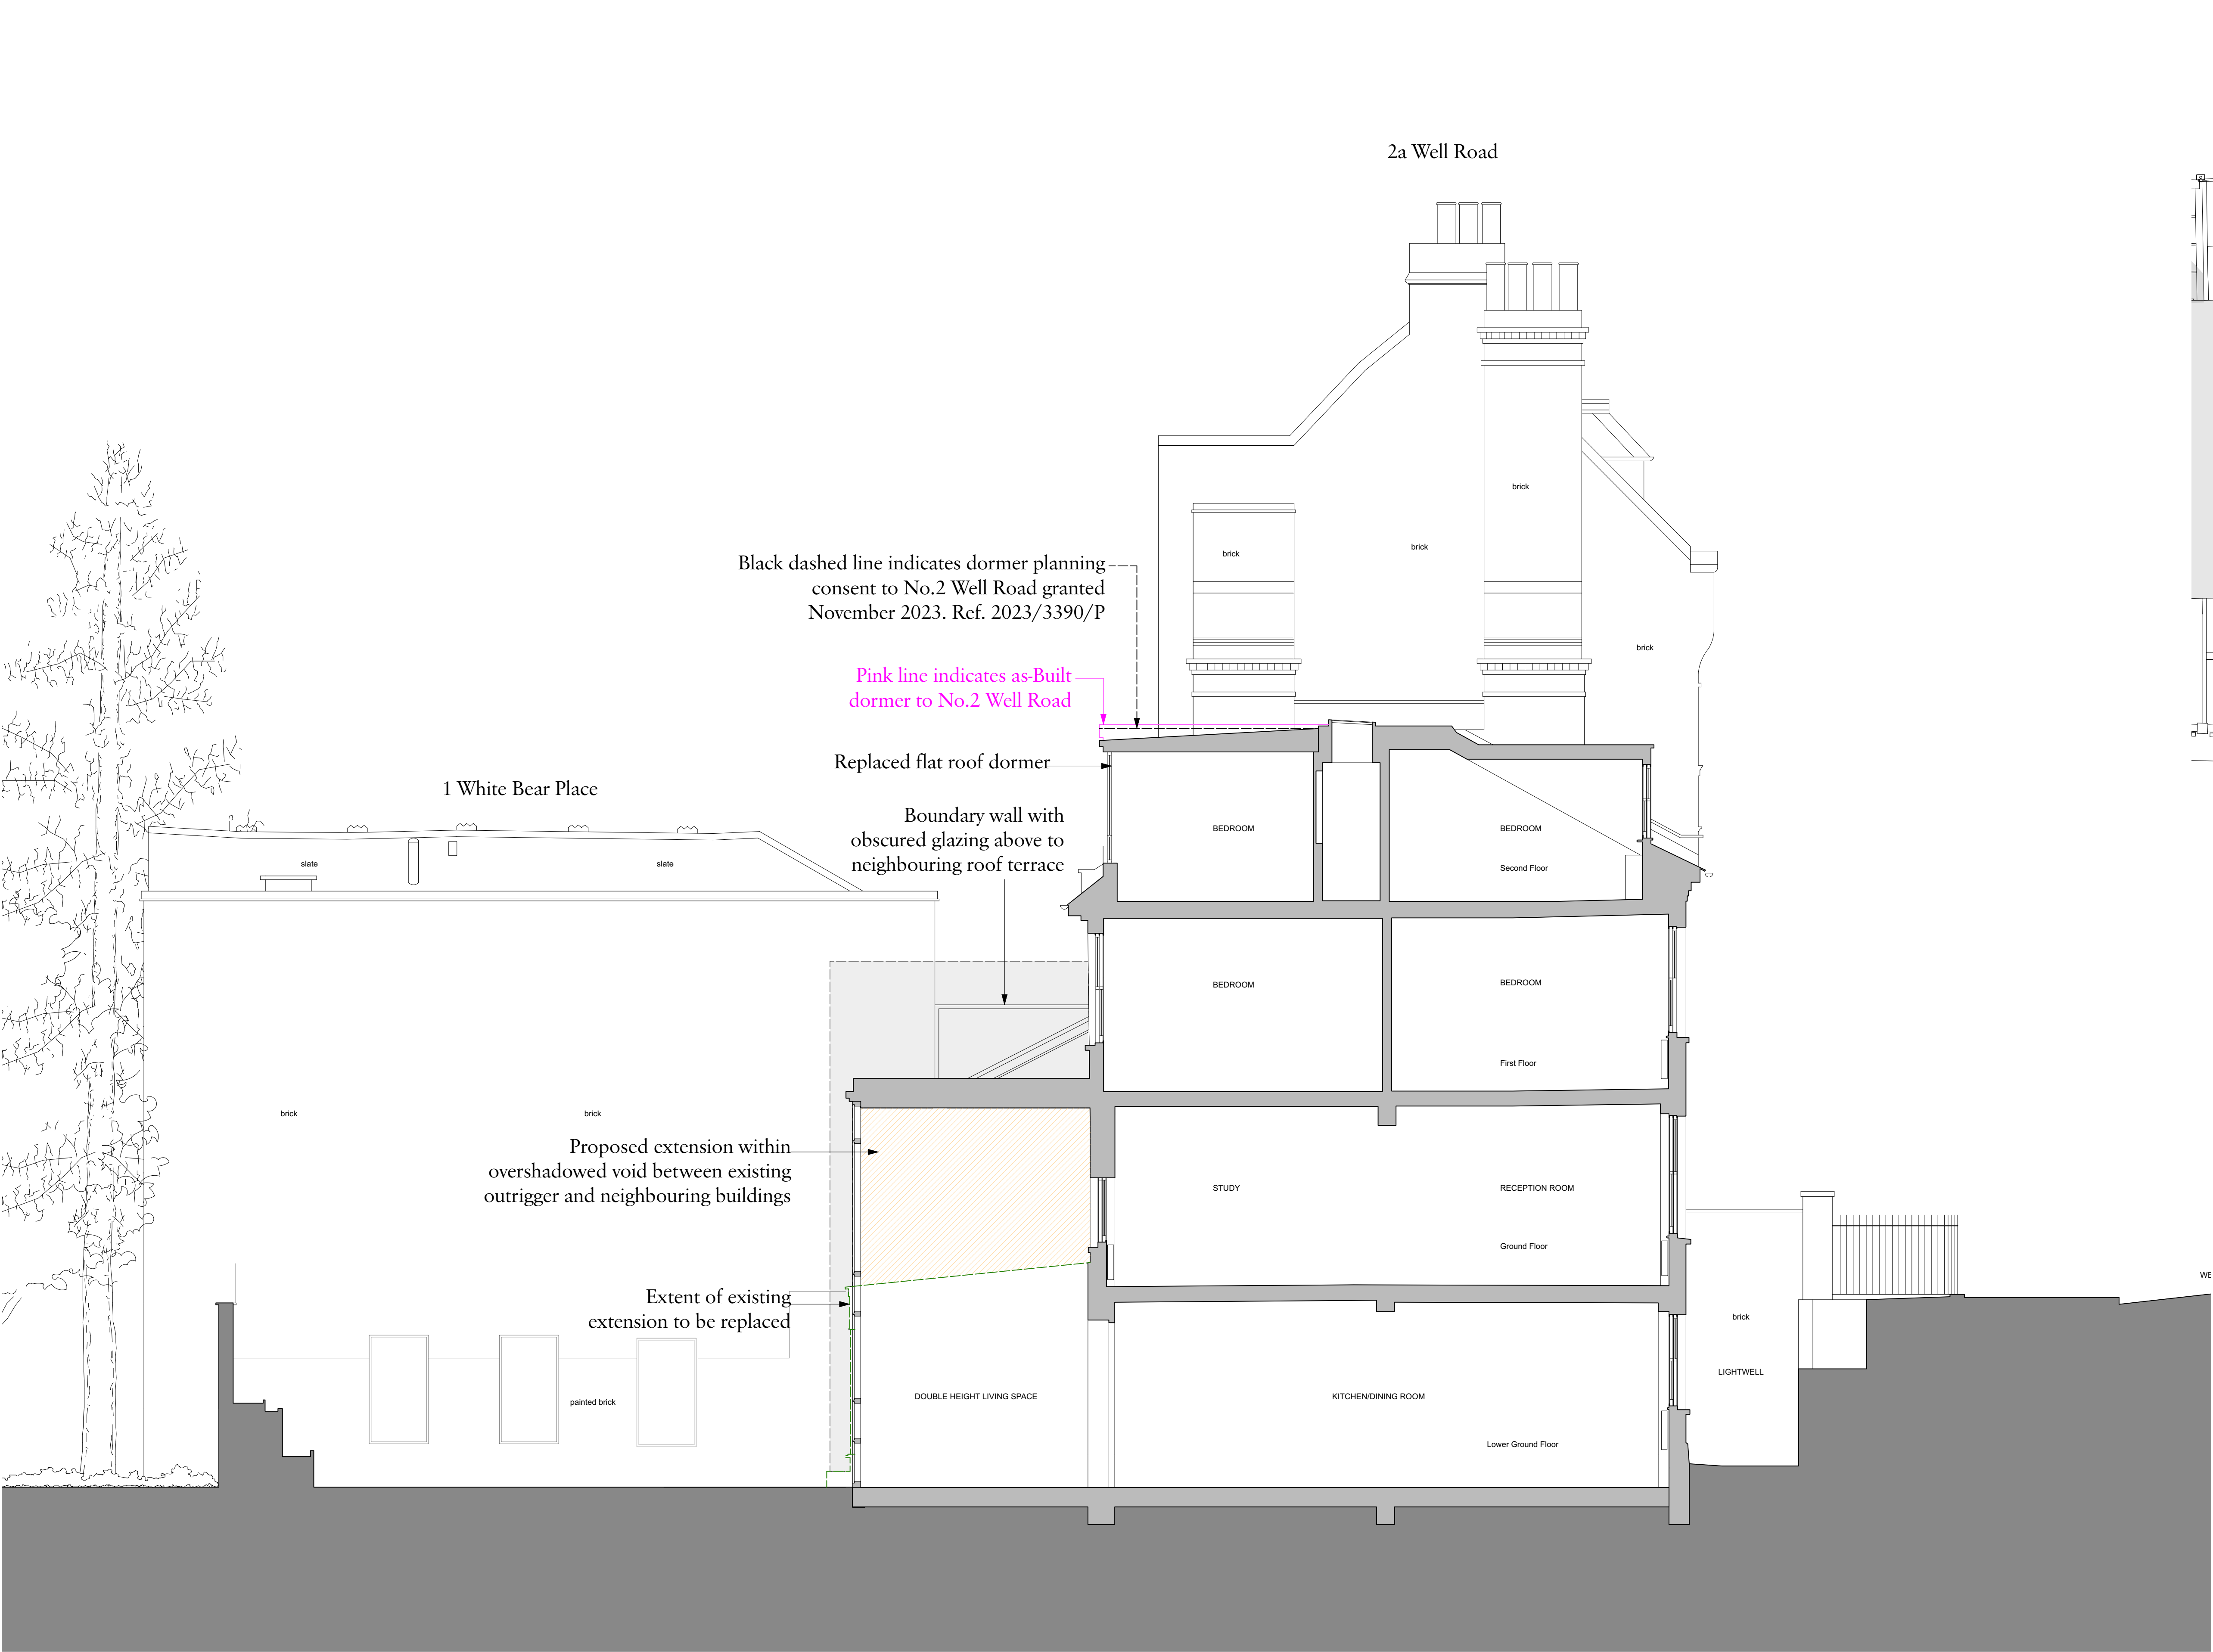 2a Well Road
brick
brick
brick
brick
Black dashed line indicates dormer planning
consent to No.2 Well Road granted
November 2023. Ref. 2023/3390/P
Pink line indicates as-Built
dormer to No.2 Well Road
Replaced flat roof dormer
1 White Bear Place
Boundary wall with
obscured glazing above to
neighbouring roof terrace
slate
slate
BEDROOM
BEDROOM
Second Floor
BEDROOM
BEDROOM
First Floor
brick
brick
Proposed extension within
overshadowed void between existing
outrigger and neighbouring buildings
STUDY
RECEPTION ROOM
Ground Floor
Extent of existing
extension to be replaced
painted brick
DOUBLE HEIGHT LIVING SPACE
KITCHEN/DINING ROOM
Lower Ground Floor
brick
LIGHTWELL
WE